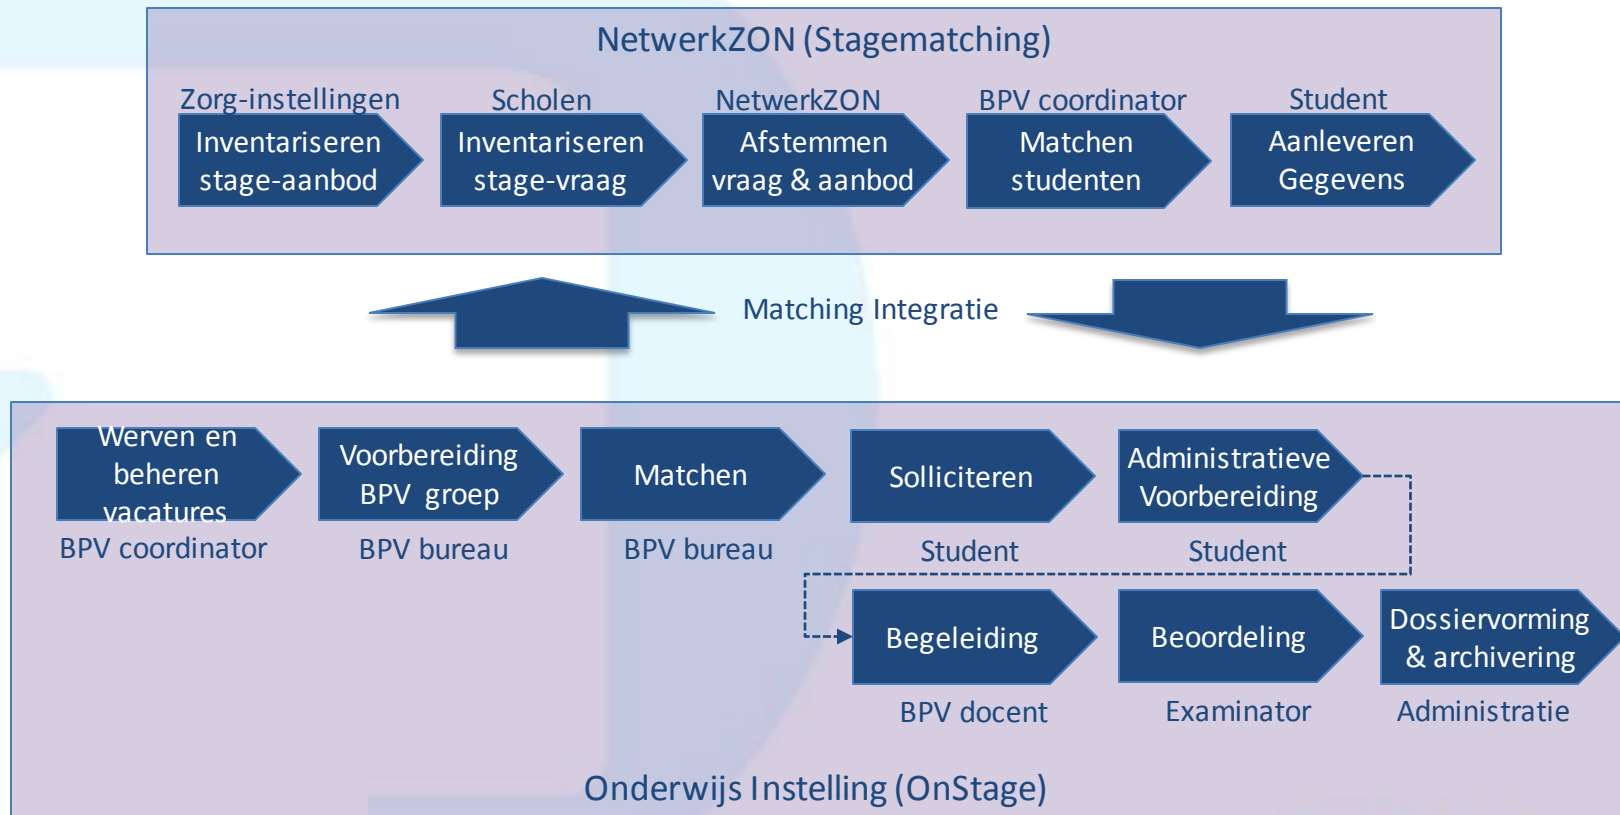 NetwerkZON (Stagematching)
Zorg-instellingen
Scholen
NetwerkZON
BPV coordinator
Student
Inventariseren
stage-aanbod
Inventariseren
stage-vraag
Afstemmen
vraag & aanbod
Matchen
studenten
Aanleveren
Gegevens
Matching Integratie
Werven en
beheren
vacatures
BPV coordinator
Voorbereiding
BPV groep
BPV bureau
Matchen
BPV bureau
Solliciteren
Student
Administratieve
Voorbereiding
Student
Begeleiding
BPV docent
Beoordeling
Examinator
Dossiervorming
& archivering
Administratie
Onderwijs Instelling (OnStage)